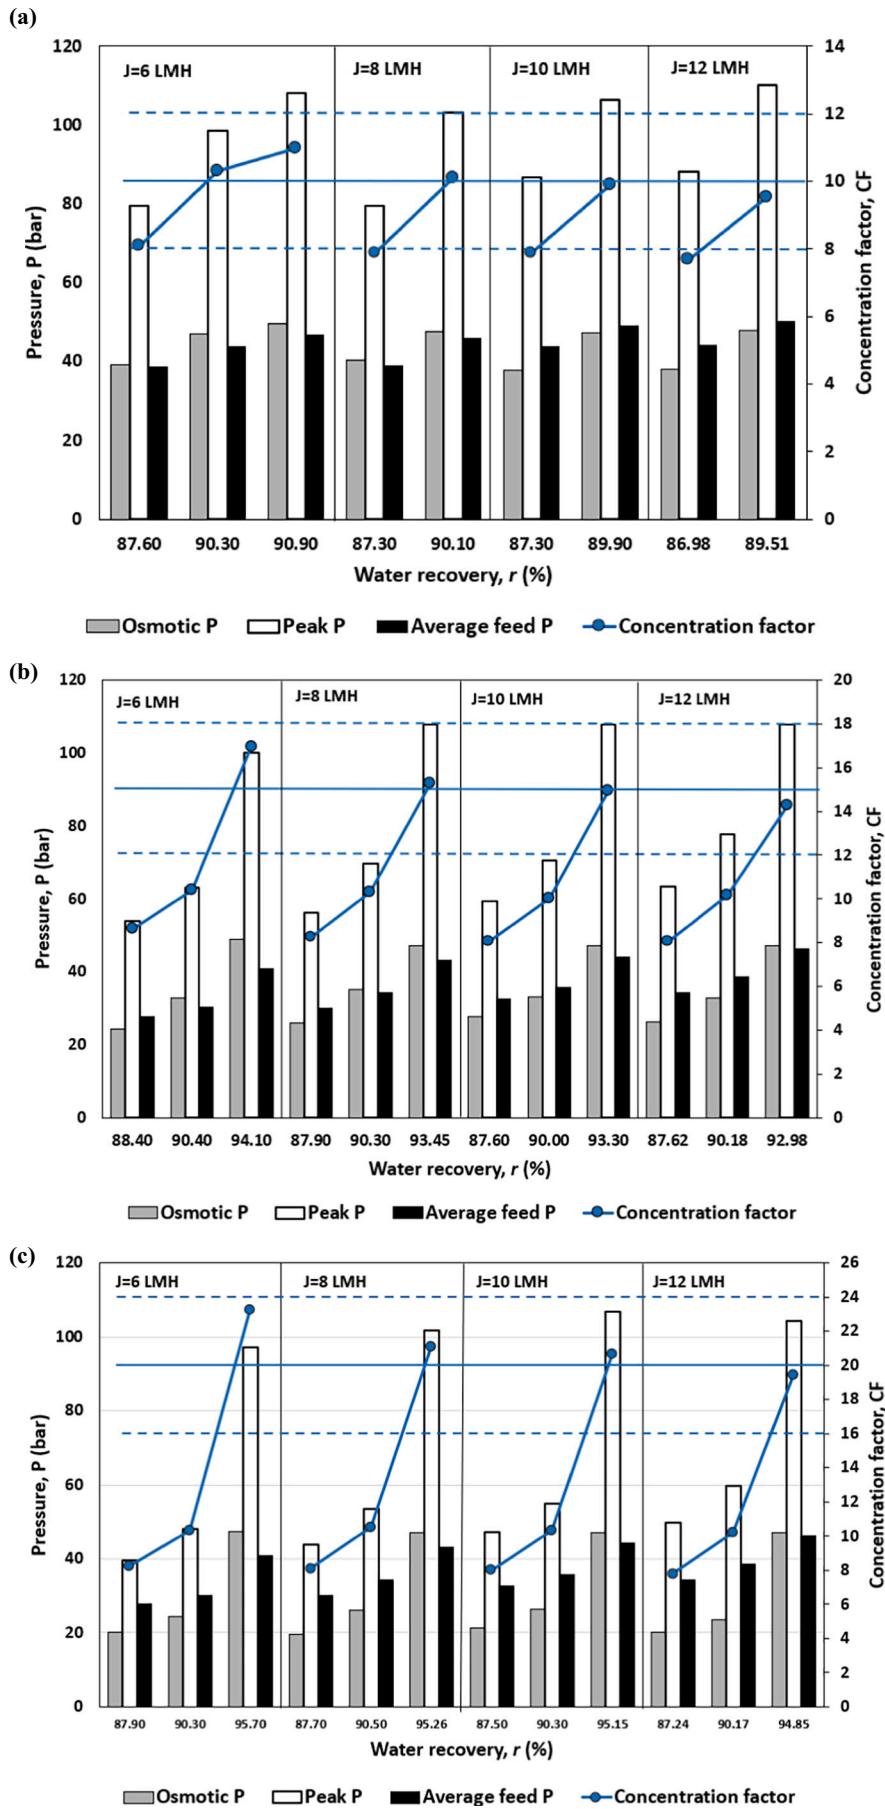 (a)
120
100
80
60
40
20
0
Pressure, P (bar)
J=6 LMH
J=8 LMH
J=10 LMH
J=12 LMH
14
12
10
8
6
4
2
0
Concentration factor, CF
87.60 90.30 90.90 87.30 90.10 87.30 89.90 86.98 89.51
Water recovery, r (%)
Osmotic P Peak P Average feed P Concentration factor
(b)
120
100
80
60
40
20
0
Pressure, P (bar)
J=6 LMH
J=8 LMH
J=10 LMH
J=12 LMH
20
18
16
14
12
10
8
6
4
2
0
Concentration factor, CF
88.40 90.40 94.10 87.90 90.30 93.45 87.60 90.00 93.30 87.62 90.18 92.98
Water recovery, r (%)
Osmotic P Peak P Average feed P Concentration factor
(c)
120
100
80
60
40
20
0
Pressure, P (bar)
J=6 LMH
J=8 LMH
J=10 LMH
J=12 LMH
26
24
22
20
18
16
14
12
10
8
6
4
2
0
Concentration factor, CF
87.90 90.30 95.70 87.70 90.50 95.26 87.50 90.30 95.15 87.24 90.17 94.85
Water recovery, r (%)
Osmotic P Peak P Average feed P Concentration factor